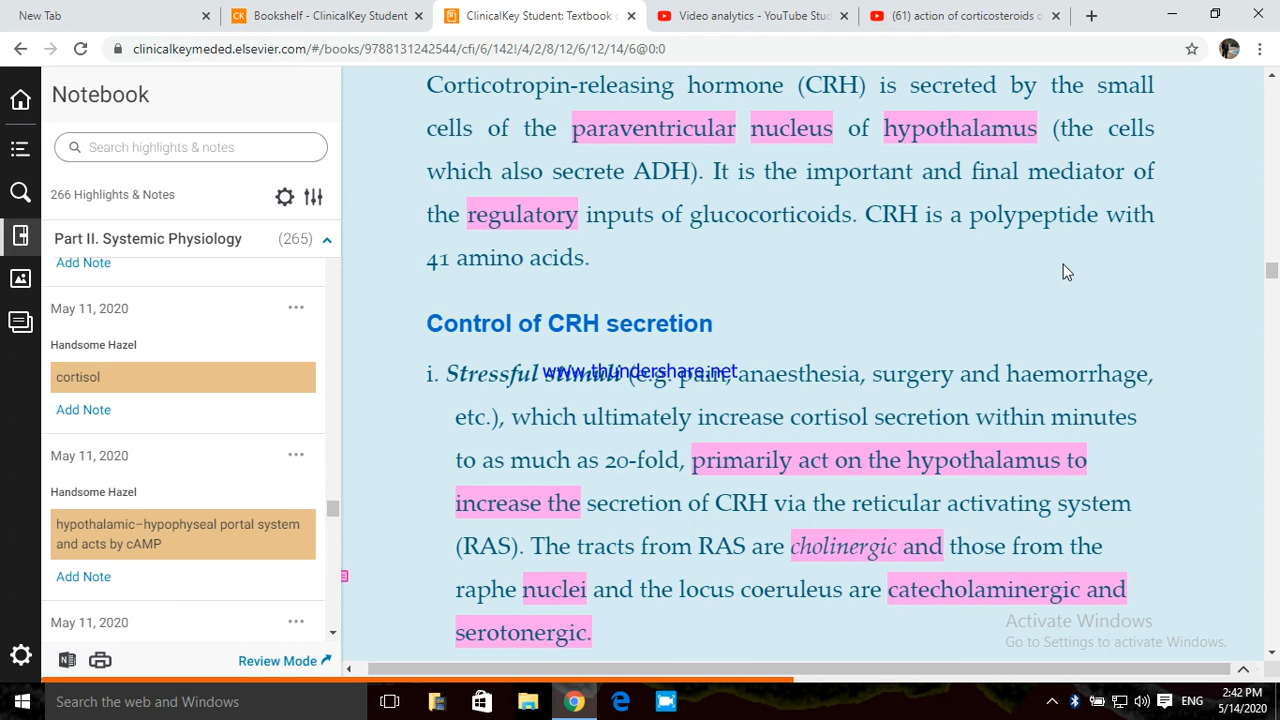 New Tab
Bookshelf - ClinicalKey Student
ClinicalKey Student: Textbook o
Video analytics - YouTube Stud
(61) action of corticosteroids o
clinicalkeymeded.elsevier.com/#/books/9788131242544/cfi/6/142!/4/2/8/12/6/12/14/6@0:0
Notebook
Search highlights & notes
266 Highlights & Notes
Part II. Systemic Physiology (265)
Add Note
May 11, 2020
Handsome Hazel
cortisol
Add Note
May 11, 2020
Handsome Hazel
hypothalamic–hypophyseal portal system
and acts by cAMP
Add Note
May 11, 2020
Review Mode
Corticotropin-releasing hormone (CRH) is secreted by the small
cells of the paraventricular nucleus of hypothalamus (the cells
which also secrete ADH). It is the important and final mediator of
the regulatory inputs of glucocorticoids. CRH is a polypeptide with
41 amino acids.
Control of CRH secretion
i. Stressful stimuli (e.g. pain, anaesthesia, surgery and haemorrhage,
www.thundershare.net
etc.), which ultimately increase cortisol secretion within minutes
to as much as 20-fold, primarily act on the hypothalamus to
increase the secretion of CRH via the reticular activating system
(RAS). The tracts from RAS are cholinergic and those from the
raphe nuclei and the locus coeruleus are catecholaminergic and
serotonergic.
Activate Windows
Go to Settings to activate Windows.
Search the web and Windows
ENG
2:42 PM
5/14/2020